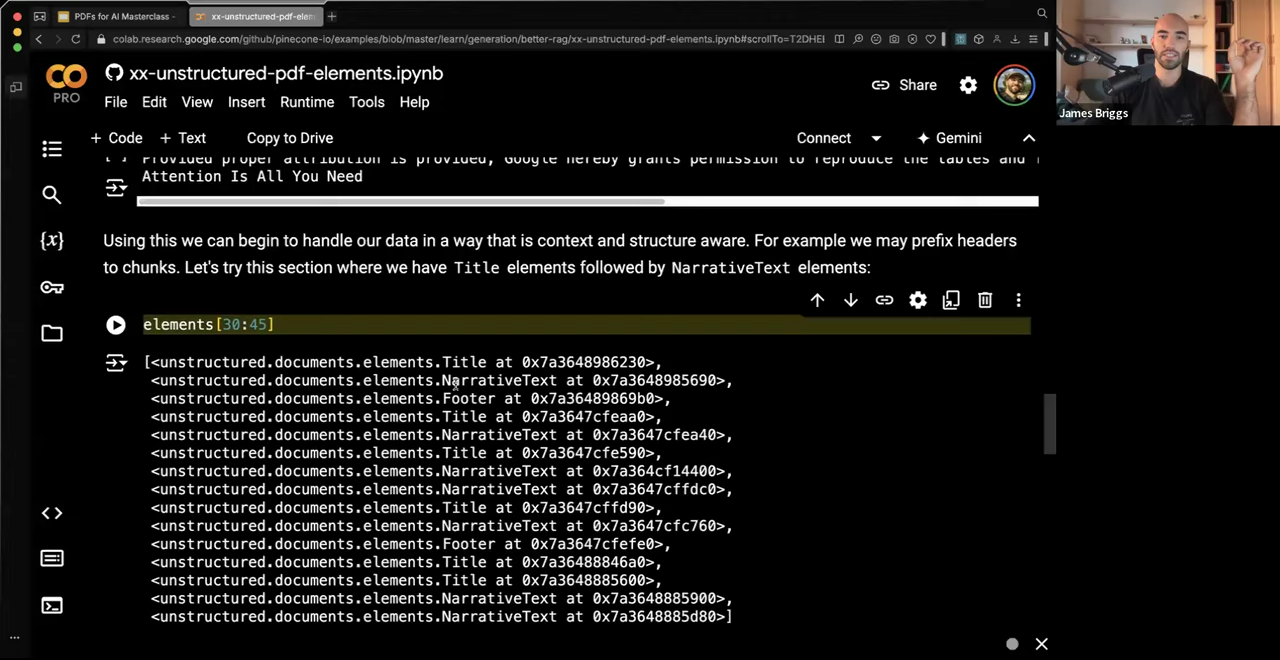 PDFs for AI Masterclass -
xx-unstructured-pdf-elem
colab.research.google.com/github/pinecone-io/examples/blob/master/learn/generation/better-rag/xx-unstructured-pdf-elements.ipynb#scrollTo=T2DHEI
CO
PRO
xx-unstructured-pdf-elements.ipynb
Share
File Edit View Insert Runtime Tools Help
James Briggs
+ Code + Text Copy to Drive
Connect Gemini
[ ] Provided proper attribution is provided, Google hereby grants permission to reproduce the tables and
Attention Is All You Need
Using this we can begin to handle our data in a way that is context and structure aware. For example we may prefix headers
to chunks. Let's try this section where we have Title elements followed by NarrativeText elements:
{x}
elements[30:45]
[<unstructured.documents.elements.Title at 0x7a3648986230>,
<unstructured.documents.elements.NarrativeText at 0x7a3648985690>,
<unstructured.documents.elements.Footer at 0x7a36489869b0>,
<unstructured.documents.elements.Title at 0x7a3647cfeaa0>,
<unstructured.documents.elements.NarrativeText at 0x7a3647cfea40>,
<unstructured.documents.elements.Title at 0x7a3647cfe590>,
<unstructured.documents.elements.NarrativeText at 0x7a364cf14400>,
<unstructured.documents.elements.NarrativeText at 0x7a3647cffdc0>,
<unstructured.documents.elements.Title at 0x7a3647cffd90>,
<unstructured.documents.elements.NarrativeText at 0x7a3647cfc760>,
<unstructured.documents.elements.Footer at 0x7a3647cfefe0>,
<unstructured.documents.elements.Title at 0x7a36488846a0>,
<unstructured.documents.elements.Title at 0x7a3648885600>,
<unstructured.documents.elements.NarrativeText at 0x7a3648885900>,
<unstructured.documents.elements.NarrativeText at 0x7a3648885d80>]